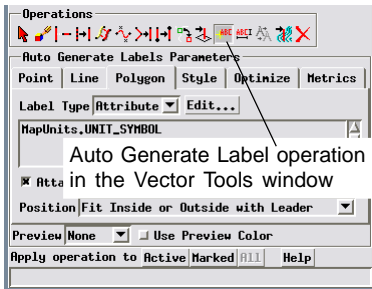 Operations
ABC ABCI
Auto Generate Labels Parameters
Point Line Polygon Style Optimize Metrics
Label Type Attribute Edit...
MapUnits.UNIT_SYMBOL
Auto Generate Label operation
in the Vector Tools window
Atta
Position Fit Inside or Outside with Leader
Preview None Use Preview Color
Apply operation to Active Marked All Help